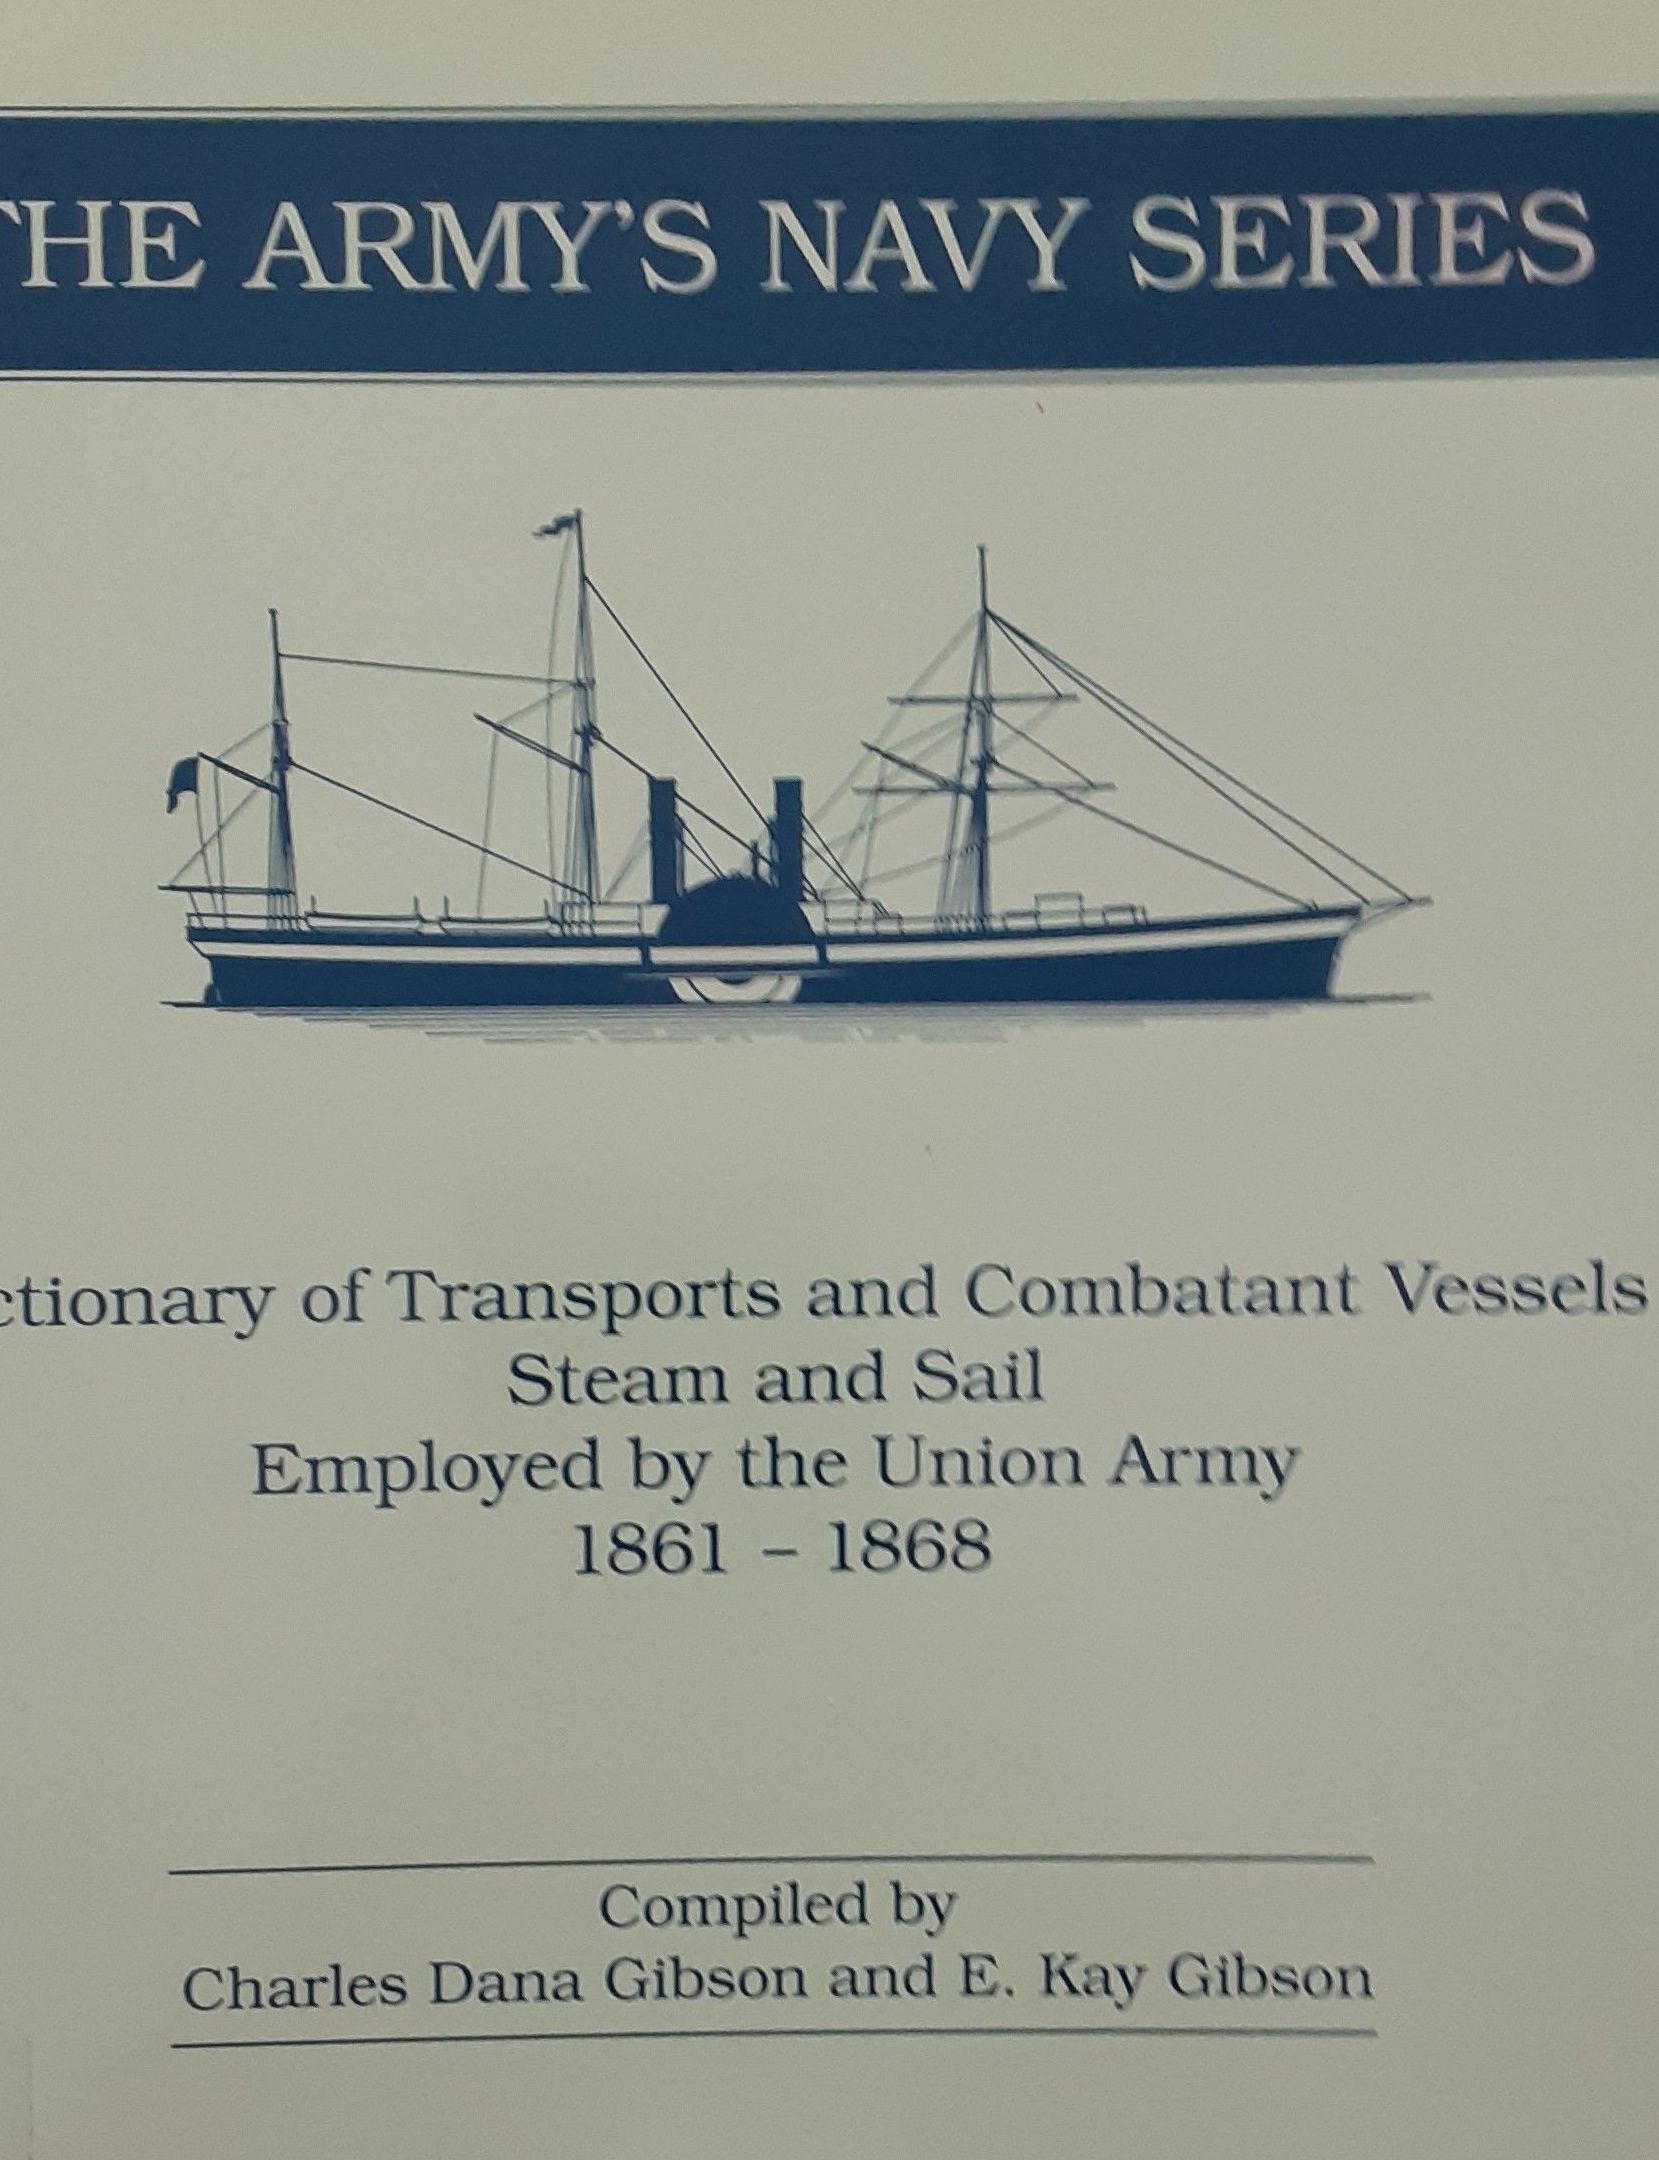 THE ARMY'S NAVY SERIES
ctionary of Transports and Combatant Vessels
Steam and Sail
Employed by the Union Army
1861 – 1868
Compiled by
Charles Dana Gibson and E. Kay Gibson